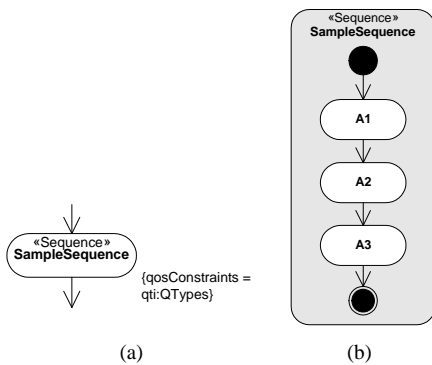 «Sequence»
SampleSequence
{qosConstraints =
qti:QTypes}
(a)
«Sequence»
SampleSequence
A1
A2
A3
(b)